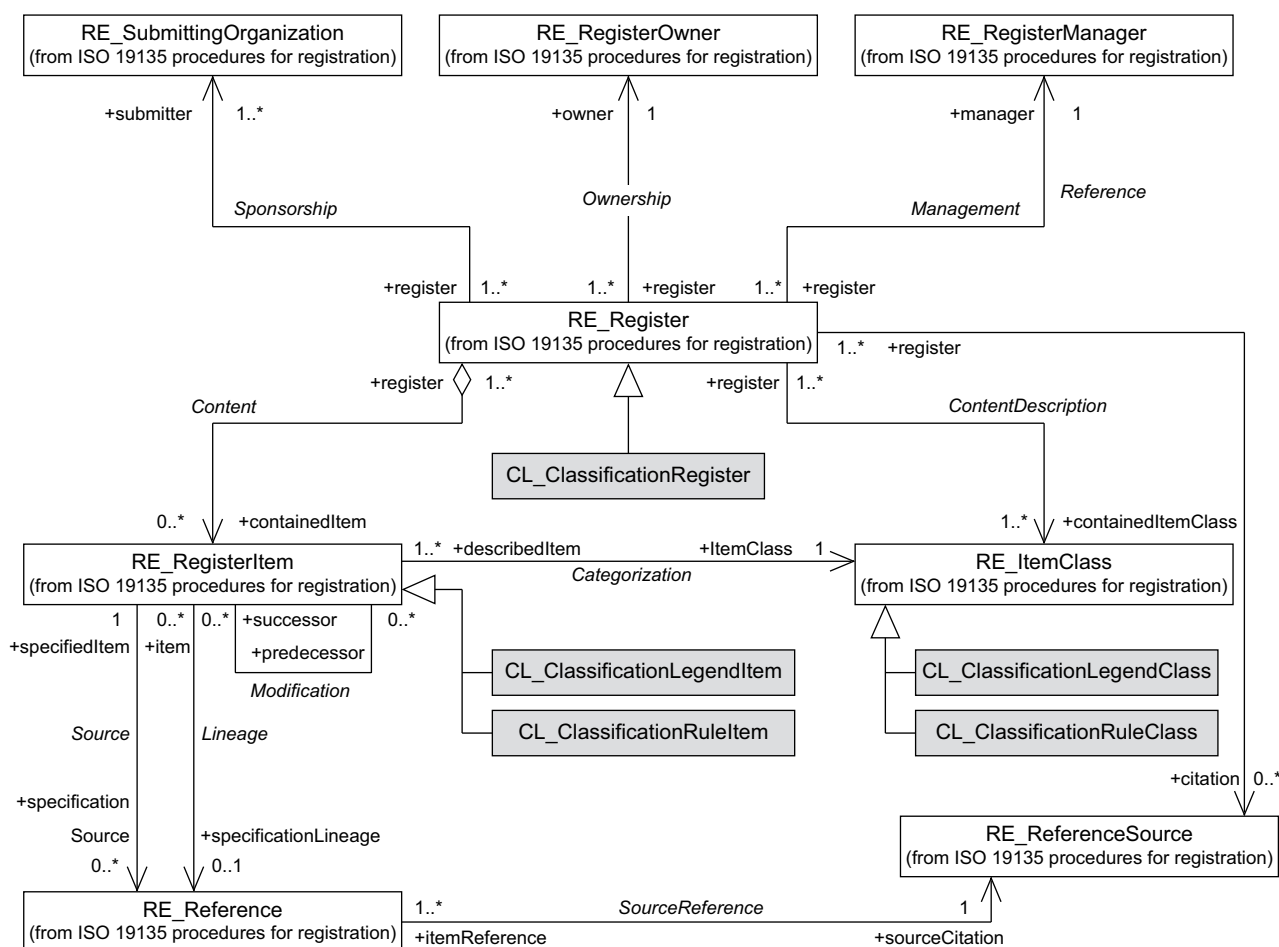 RE_SubmittingOrganization
(from ISO 19135 procedures for registration)
RE_RegisterOwner
(from ISO 19135 procedures for registration)
RE_RegisterManager
(from ISO 19135 procedures for registration)
+submitter 1..*
+owner 1
+manager 1
Sponsorship
Ownership
Management
Reference
+register 1..*
1..* +register
1..* +register
RE_Register
(from ISO 19135 procedures for registration)
1..* +register
+register 1..*
+register 1..*
Content
ContentDescription
CL_ClassificationRegister
0..* +containedItem
1..* +containedItemClass
RE_RegisterItem
(from ISO 19135 procedures for registration)
1..* +describedItem
+ItemClass 1
Categorization
RE_ItemClass
(from ISO 19135 procedures for registration)
1 0..* 0..* +successor 0..*
+specifiedItem +item
+predecessor
Modification
CL_ClassificationLegendItem
CL_ClassificationRuleItem
CL_ClassificationLegendClass
CL_ClassificationRuleClass
Source
Lineage
+citation 0..*
+specification
Source
+specificationLineage
0..* 0..1
RE_ReferenceSource
(from ISO 19135 procedures for registration)
RE_Reference
(from ISO 19135 procedures for registration)
1..* SourceReference 1
+itemReference
+sourceCitation